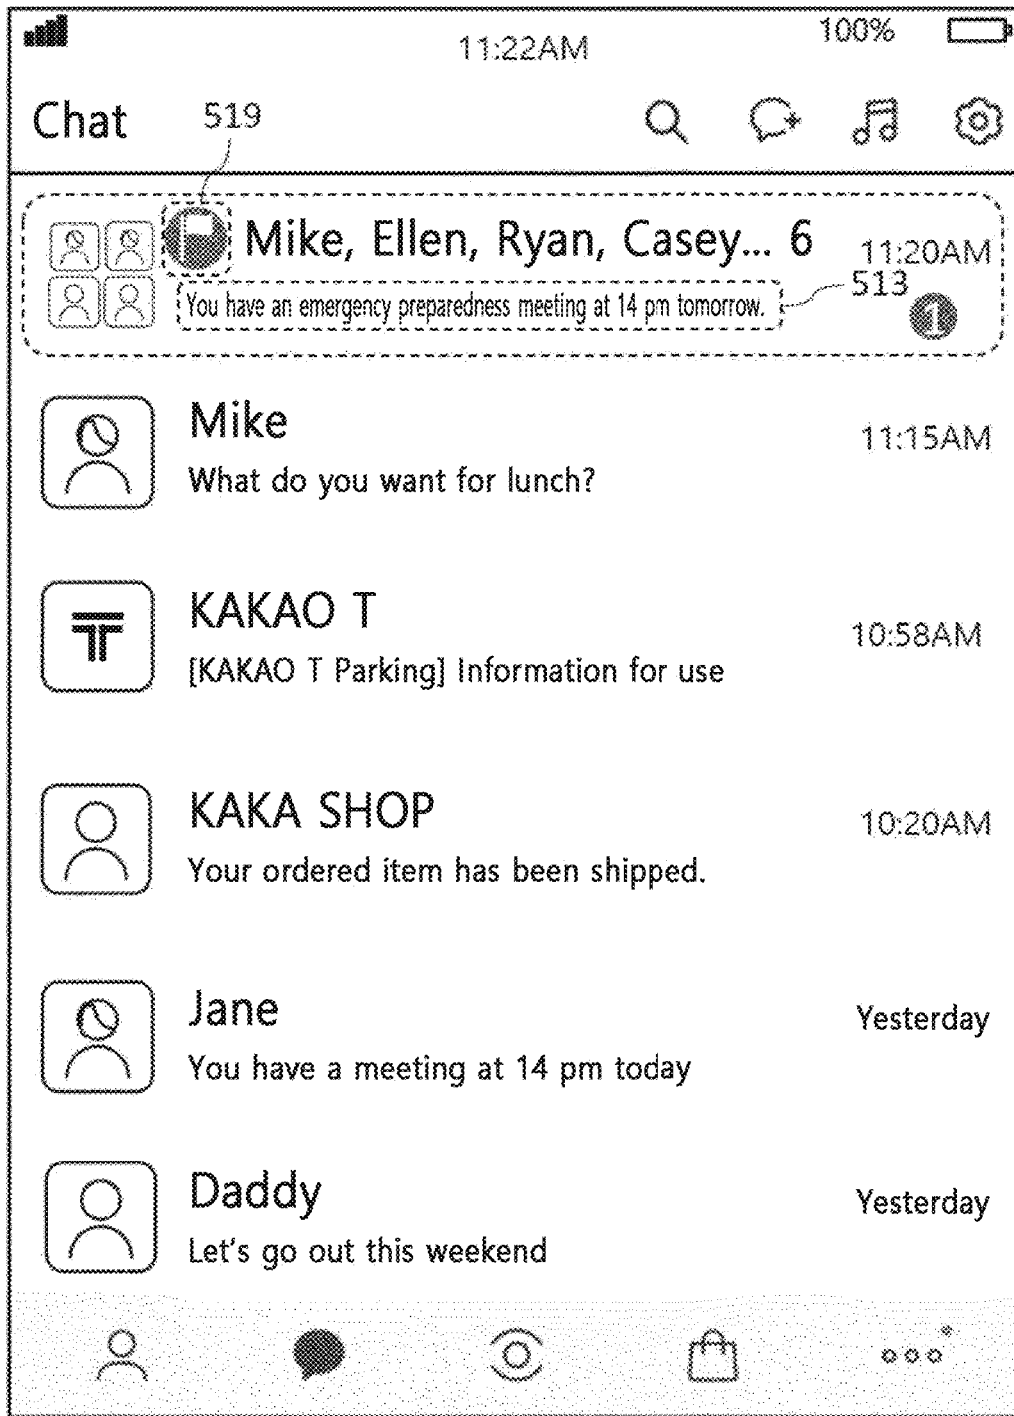 100%
11:22AM
Chat
519
Mike, Ellen, Ryan, Casey... 6
11:20AM
You have an emergency preparedness meeting at 14 pm tomorrow.
513
1
Mike
11:15AM
What do you want for lunch?
KAKAO T
10:58AM
[KAKAO T Parking] Information for use
KAKA SHOP
10:20AM
Your ordered item has been shipped.
Jane
Yesterday
You have a meeting at 14 pm today
Daddy
Yesterday
Let's go out this weekend